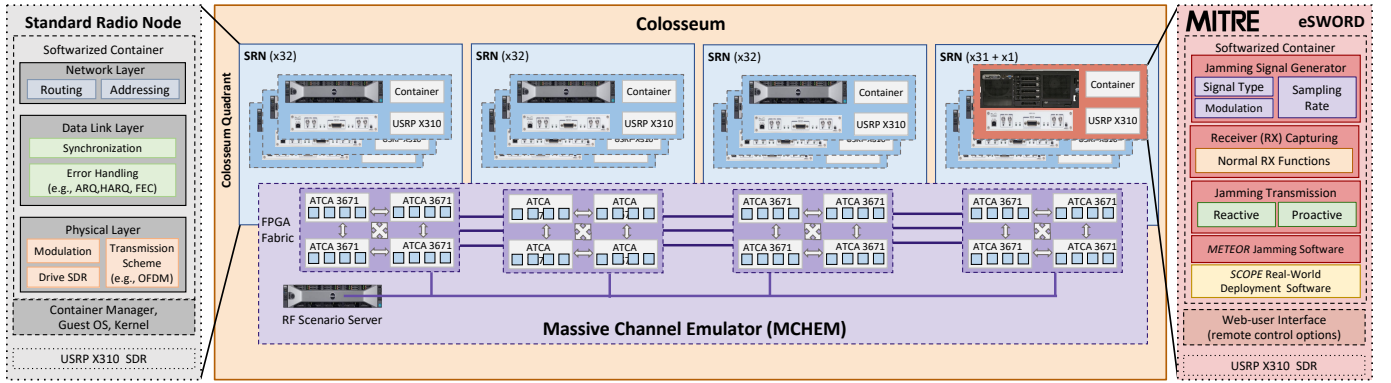 Standard Radio Node
Softwarized Container
Network Layer
Routing
Addressing
Data Link Layer
Synchronization
Error Handling
(e.g., ARQ,HARQ, FEC)
Physical Layer
Modulation
Drive SDR
Transmission
Scheme
(e.g., OFDM)
Container Manager,
Guest OS, Kernel
USRP X310 SDR
Colosseum
Colosseum Quadrant
SRN (x32)
Container
USRP X310
SRN (x32)
Container
USRP X310
SRN (x32)
Container
USRP X310
SRN (x31 + x1)
Container
USRP X310
FPGA
Fabric
ATCA 3671
ATCA 3671
ATCA 3671
ATCA 3671
ATCA
ATCA
ATCA
ATCA
ATCA 3671
ATCA 3671
ATCA 3671
ATCA 3671
ATCA 3671
ATCA 3671
ATCA 3671
ATCA 3671
RF Scenario Server
Massive Channel Emulator (MCHEM)
MITRE eSWORD
Softwarized Container
Jamming Signal Generator
Signal Type
Modulation
Sampling
Rate
Receiver (RX) Capturing
Normal RX Functions
Jamming Transmission
Reactive
Proactive
METEOR Jamming Software
SCOPE Real-World
Deployment Software
Web-user Interface
(remote control options)
USRP X310 SDR